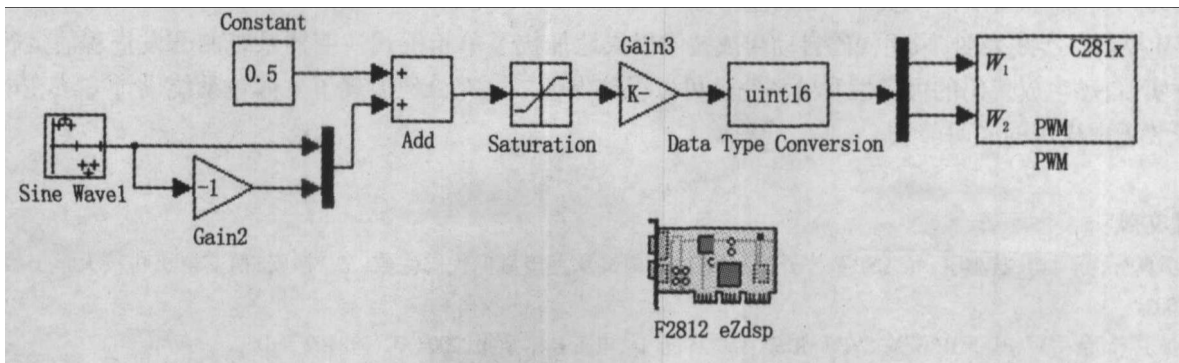 Constant
0.5
Sine Wave1
-1
Gain2
+
+
Add
Saturation
Gain3
K-
uint16
Data Type Conversion
C281x
W1
W2
PWM
PWM
F2812 eZdsp